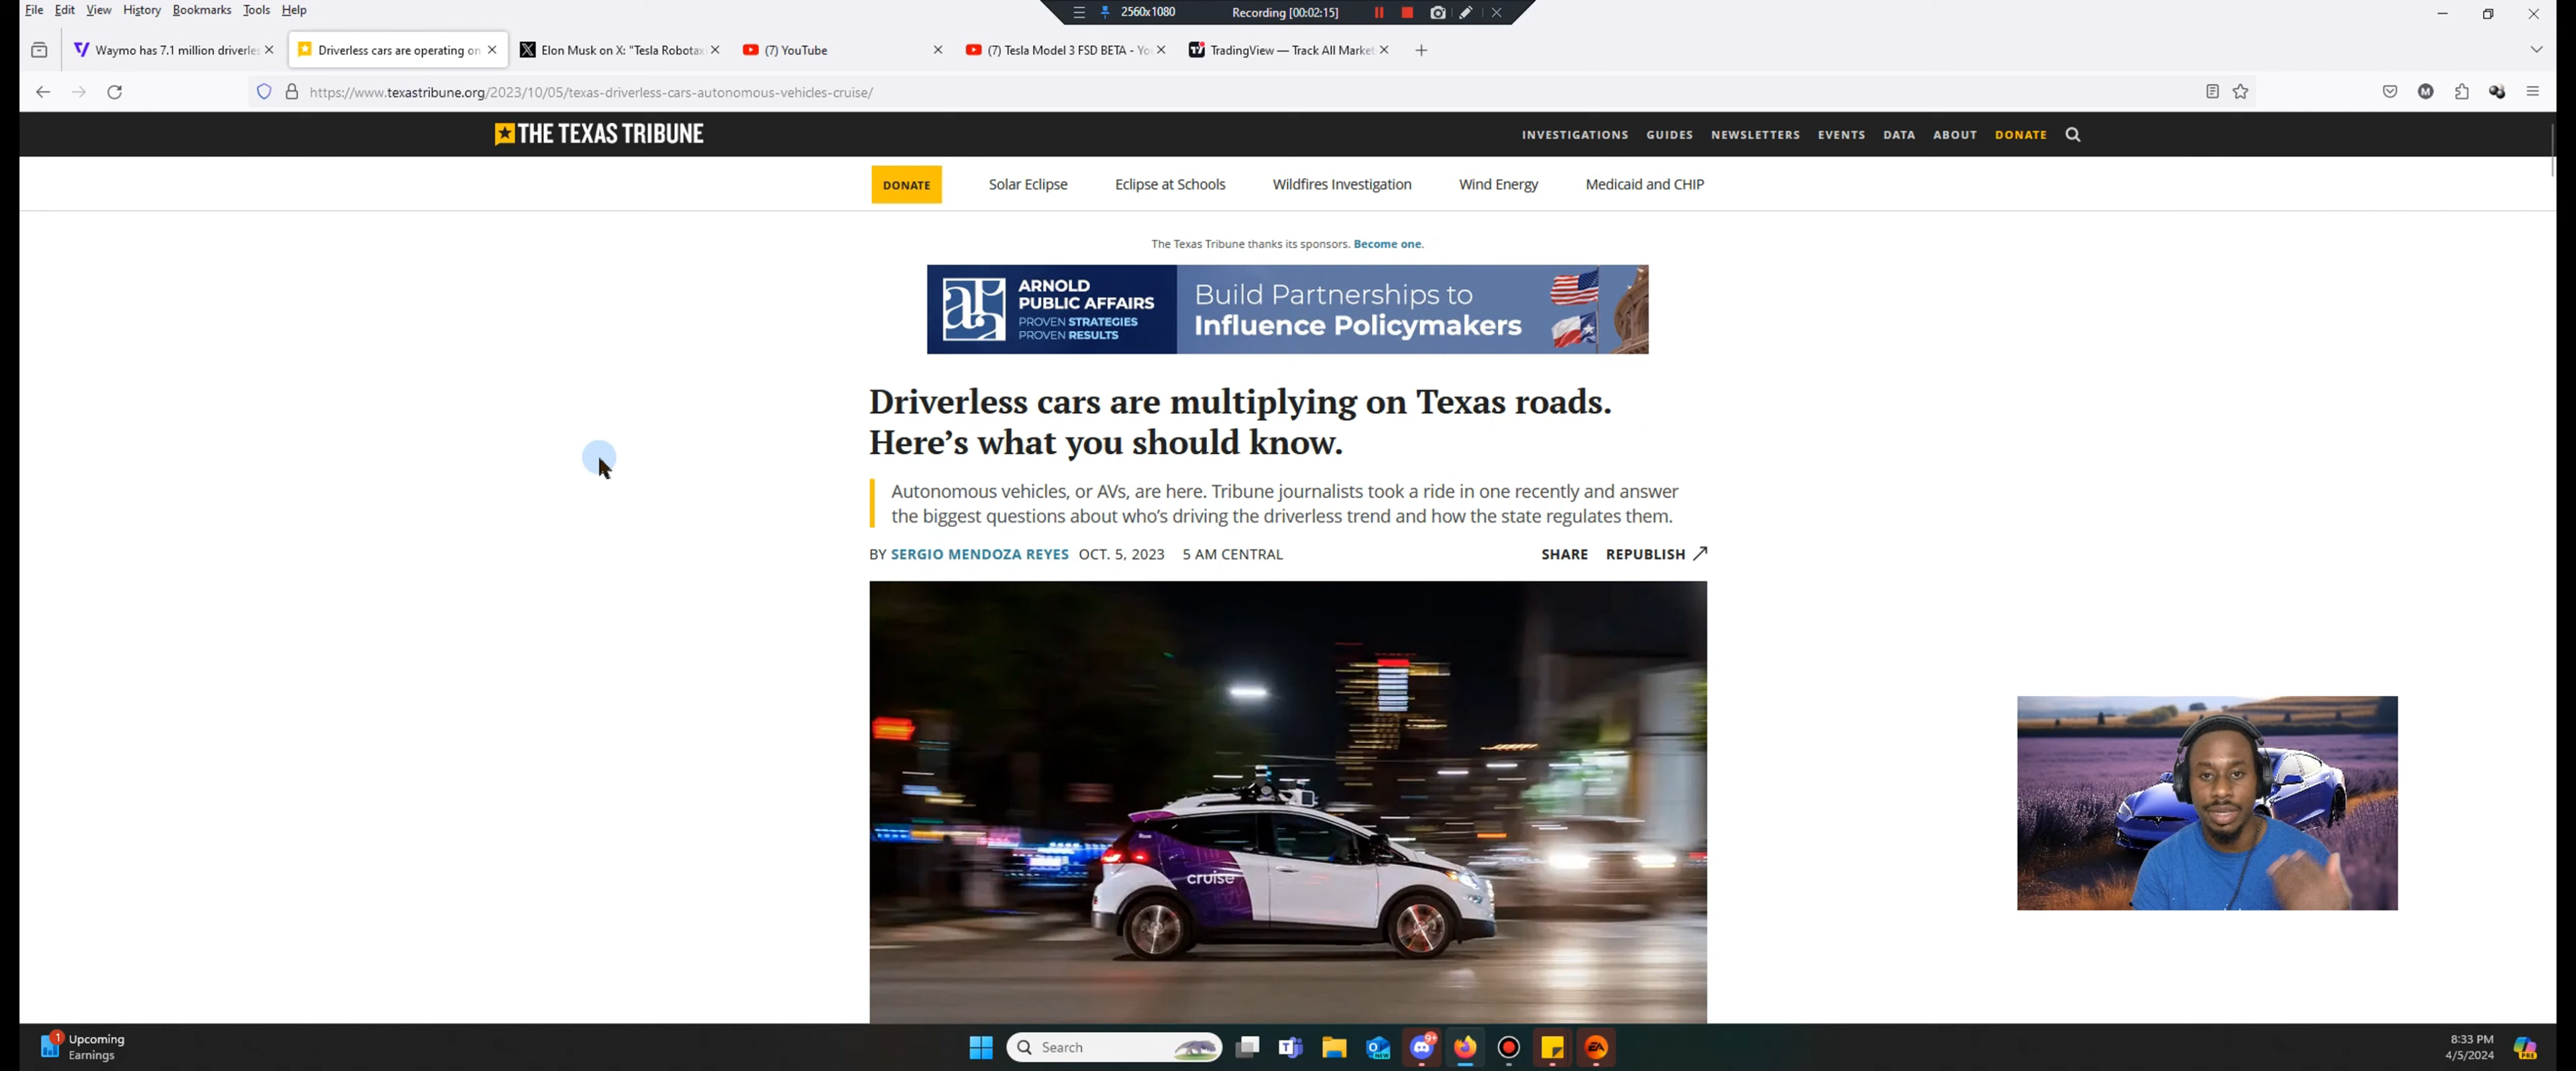 File Edit View History Bookmarks Tools Help
2560x1080 Recording [00:02:15]
Waymo has 7.1 million driverles
Driverless cars are operating on
Elon Musk on X: "Tesla Robotax
(7) YouTube
(7) Tesla Model 3 FSD BETA - Yo
TradingView — Track All Market
https://www.texastribune.org/2023/10/05/texas-driverless-cars-autonomous-vehicles-cruise/
THE TEXAS TRIBUNE
INVESTIGATIONS GUIDES NEWSLETTERS EVENTS DATA ABOUT DONATE
DONATE Solar Eclipse Eclipse at Schools Wildfires Investigation Wind Energy Medicaid and CHIP
The Texas Tribune thanks its sponsors. Become one.
ARNOLD
PUBLIC AFFAIRS
PROVEN STRATEGIES
PROVEN RESULTS
Build Partnerships to
Influence Policymakers
Driverless cars are multiplying on Texas roads.
Here's what you should know.
Autonomous vehicles, or AVs, are here. Tribune journalists took a ride in one recently and answer
the biggest questions about who's driving the driverless trend and how the state regulates them.
BY SERGIO MENDOZA REYES OCT. 5, 2023 5 AM CENTRAL SHARE REPUBLISH
cruise
1
Upcoming
Earnings
Search
NEW
9+
EA
8:33 PM
4/5/2024
PRE